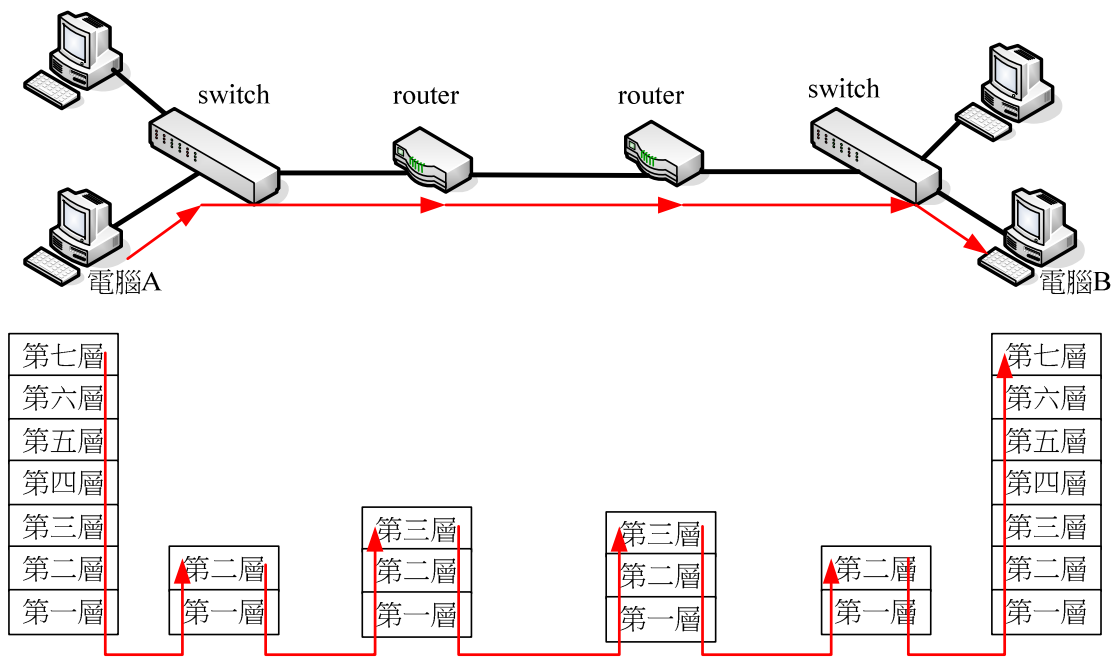 switch
router
router
switch
電腦A
電腦B
第七層
第六層
第五層
第四層
第三層
第二層
第一層
第二層
第一層
第三層
第二層
第一層
第三層
第二層
第一層
第二層
第一層
第七層
第六層
第五層
第四層
第三層
第二層
第一層